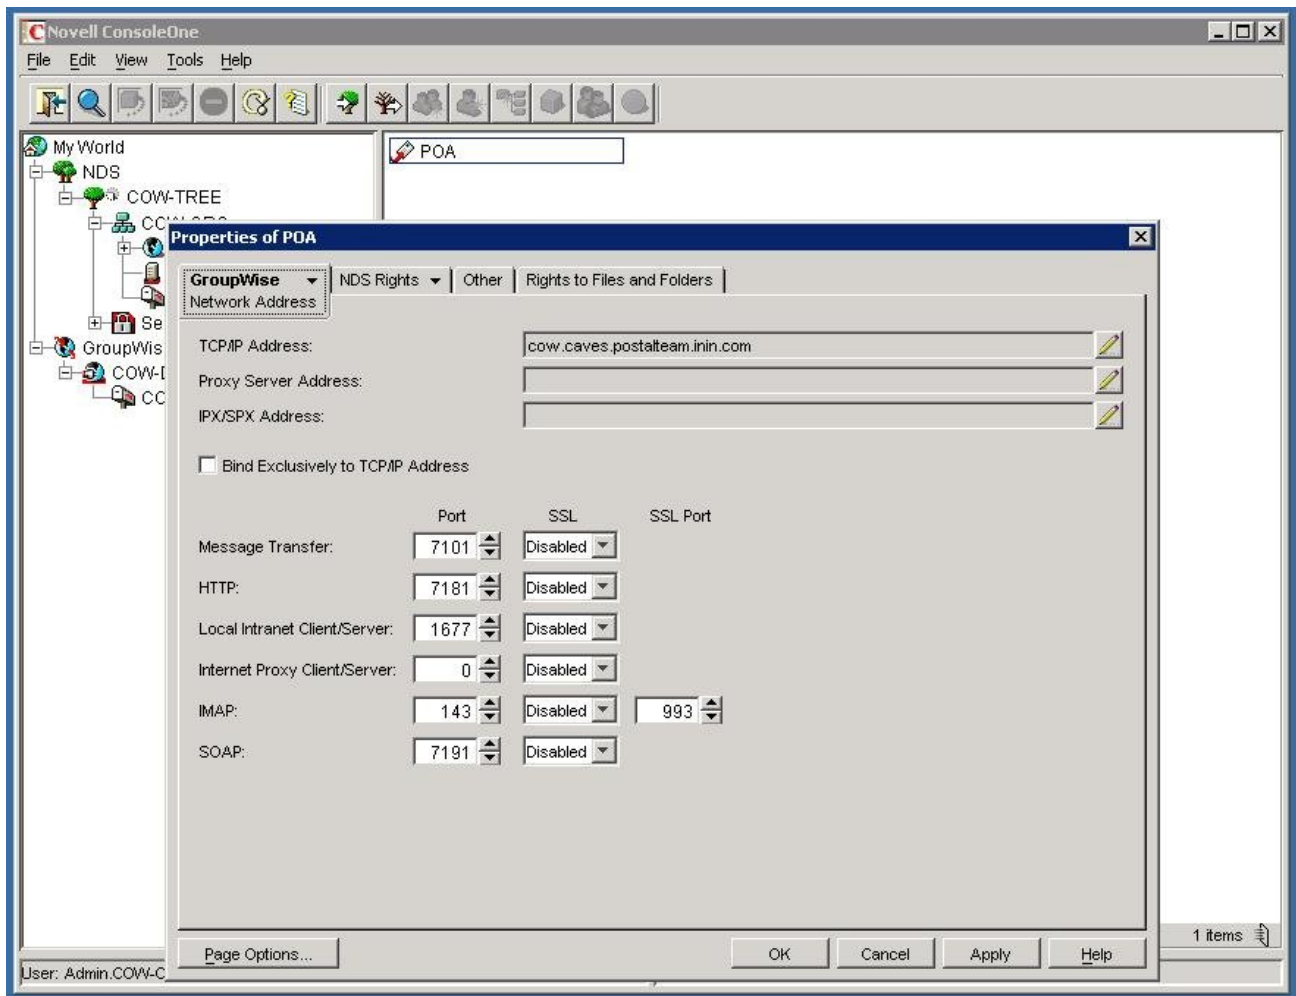 Novell ConsoleOne
File Edit View Tools Help
My World
POA
NDS
COW-TREE
Properties of POA
GroupWise NDS Rights Other Rights to Files and Folders
Network Address
Se
TCP/IP Address: cow.caves.postalteam.inin.com
GroupWis
COW-
Proxy Server Address:
CC
IPX/SPX Address:
Bind Exclusively to TCP/IP Address
Port SSL SSL Port
Message Transfer: 7101 Disabled
HTTP: 7181 Disabled
Local Intranet Client/Server: 1677 Disabled
Internet Proxy Client/Server: 0 Disabled
IMAP: 143 Disabled 993
SOAP: 7191 Disabled
1 items
Page Options... OK Cancel Apply Help
User: Admin.COW-C